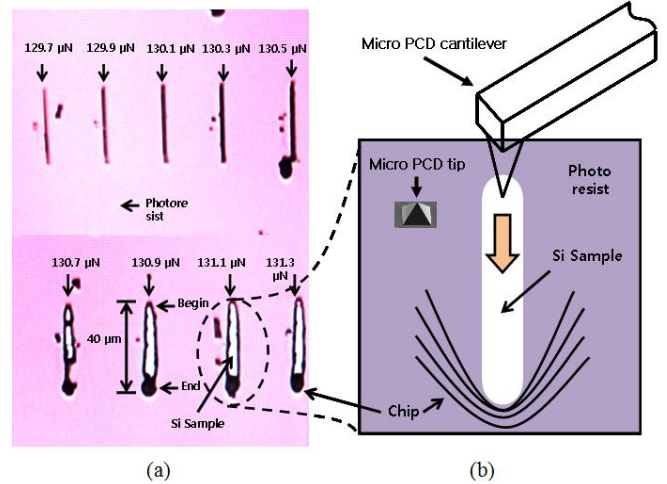 129.7 µN 129.9 µN 130.1 µN 130.3 µN 130.5 µN
Photore
sist
130.7 µN 130.9 µN 131.1 µN 131.3
µN
Begin
40 µm
End
Si Sample
Chip
(a)
Micro PCD cantilever
Micro PCD tip
Photo
resist
Si Sample
(b)